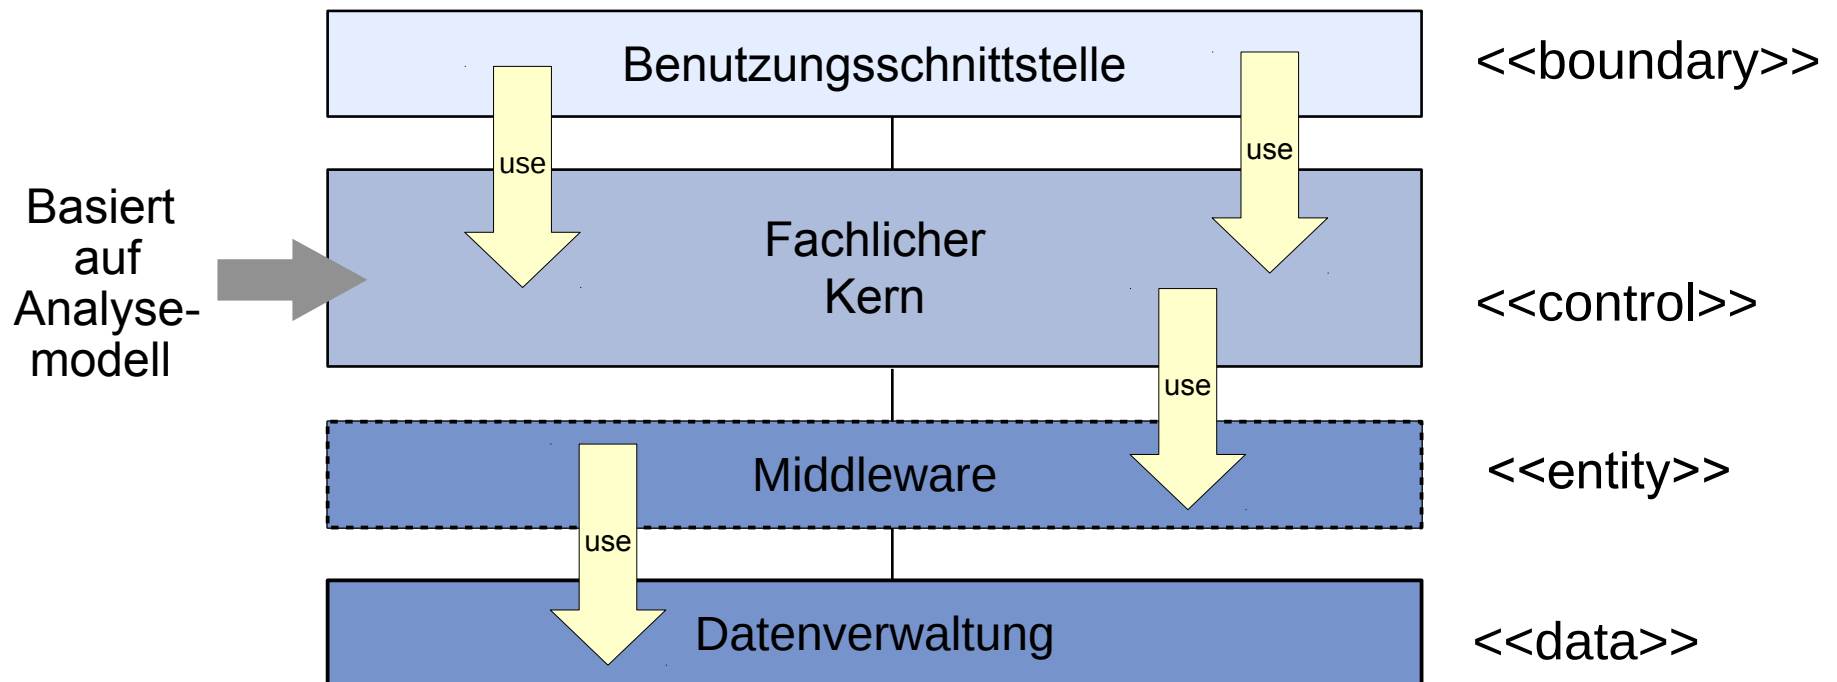 Benutzungsschnittstelle
<<boundary>>
use
use
Basiert
auf
Analyse-
modell
Fachlicher
Kern
<<control>>
use
Middleware
<<entity>>
use
Datenverwaltung
<<data>>